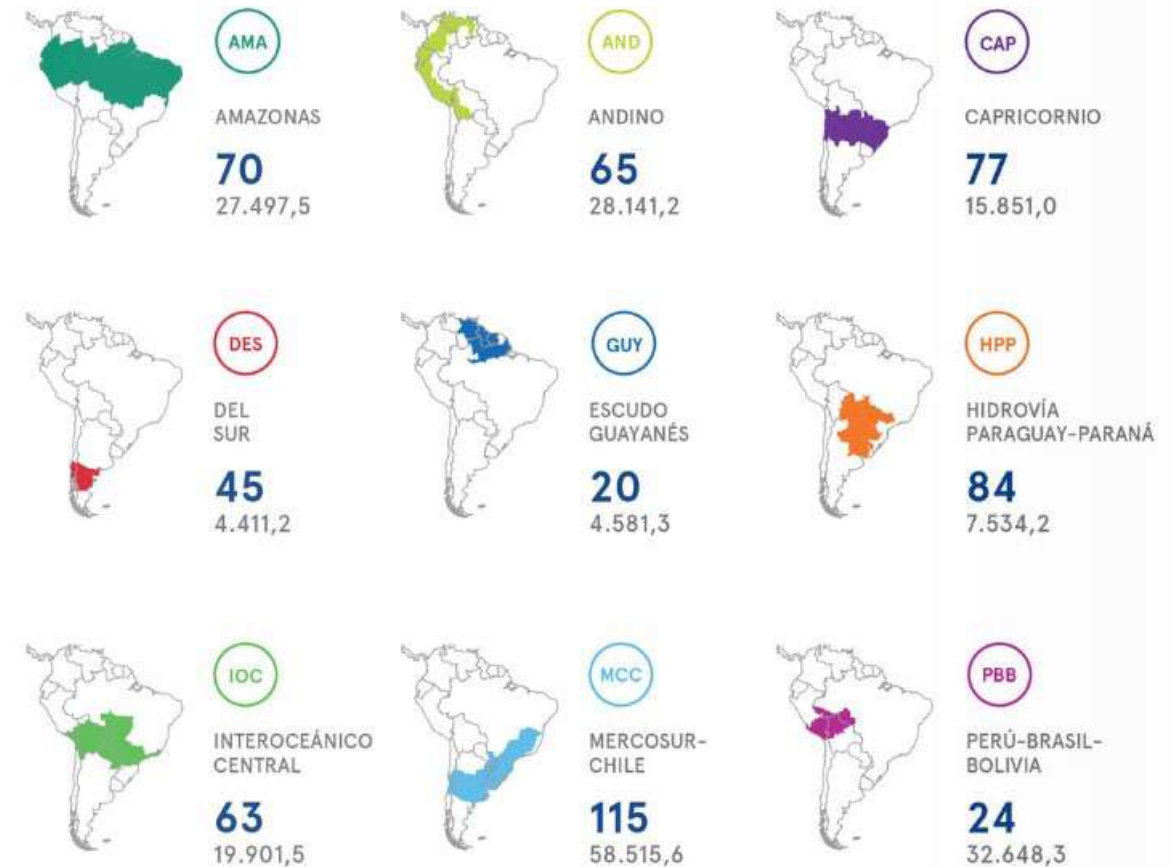 AMA
AMAZONAS
70
27.497,5
AND
ANDINO
65
28.141,2
CAP
CAPRICORNIO
77
15.851,0
DES
DEL
SUR
45
4.411,2
GUY
ESCUDO
GUAYANÉS
20
4.581,3
HPP
HIDROVÍA
PARAGUAY-PARANÁ
84
7.534,2
IOC
INTEROCEÁNICO
CENTRAL
63
19.901,5
MCC
MERCOSUR-
CHILE
115
58.515,6
PBB
PERÚ-BRASIL-
BOLIVIA
24
32.648,3